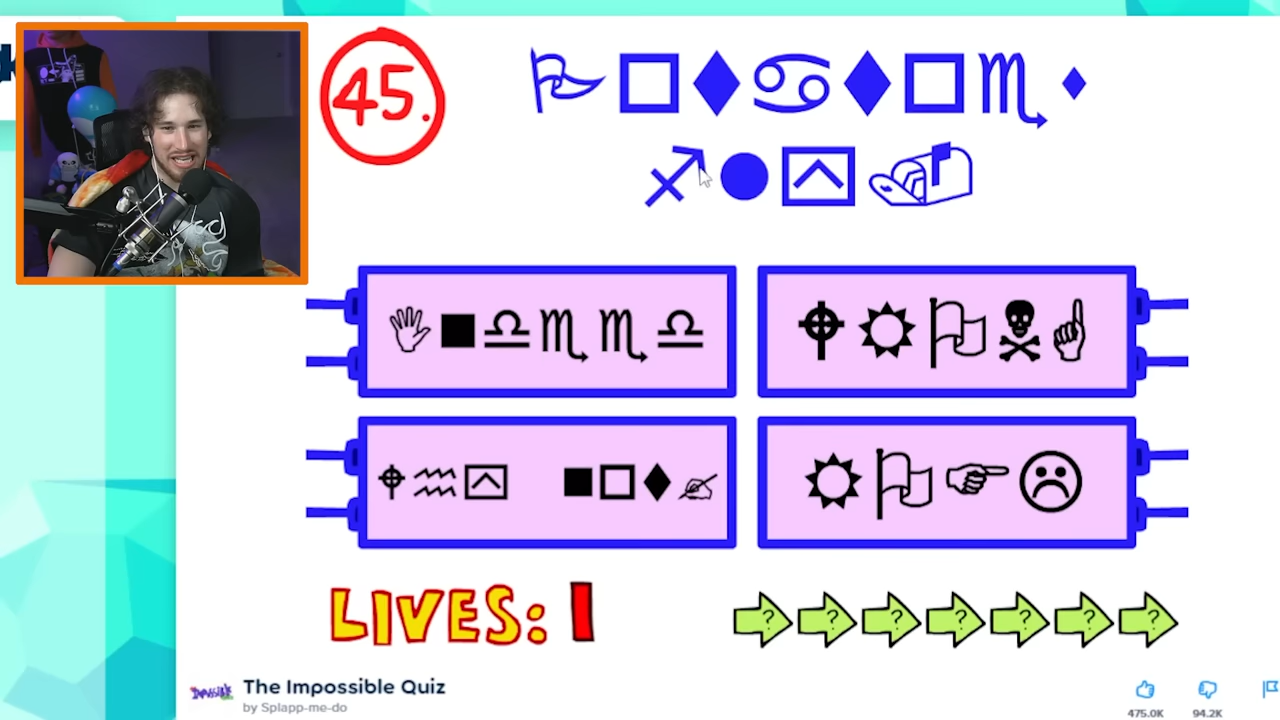 45.
🏱□⧫♋⧫□♏⬧
♐●⍓📬
✋■♎♏♏♎
🕈☼⚐☠☝
🕈♒⍓ ■□⧫✍
☼⚐☞☹
LIVES: 1
? ? ? ? ? ? ?
The Impossible Quiz
by Splapp-me-do
475.0K 94.2K